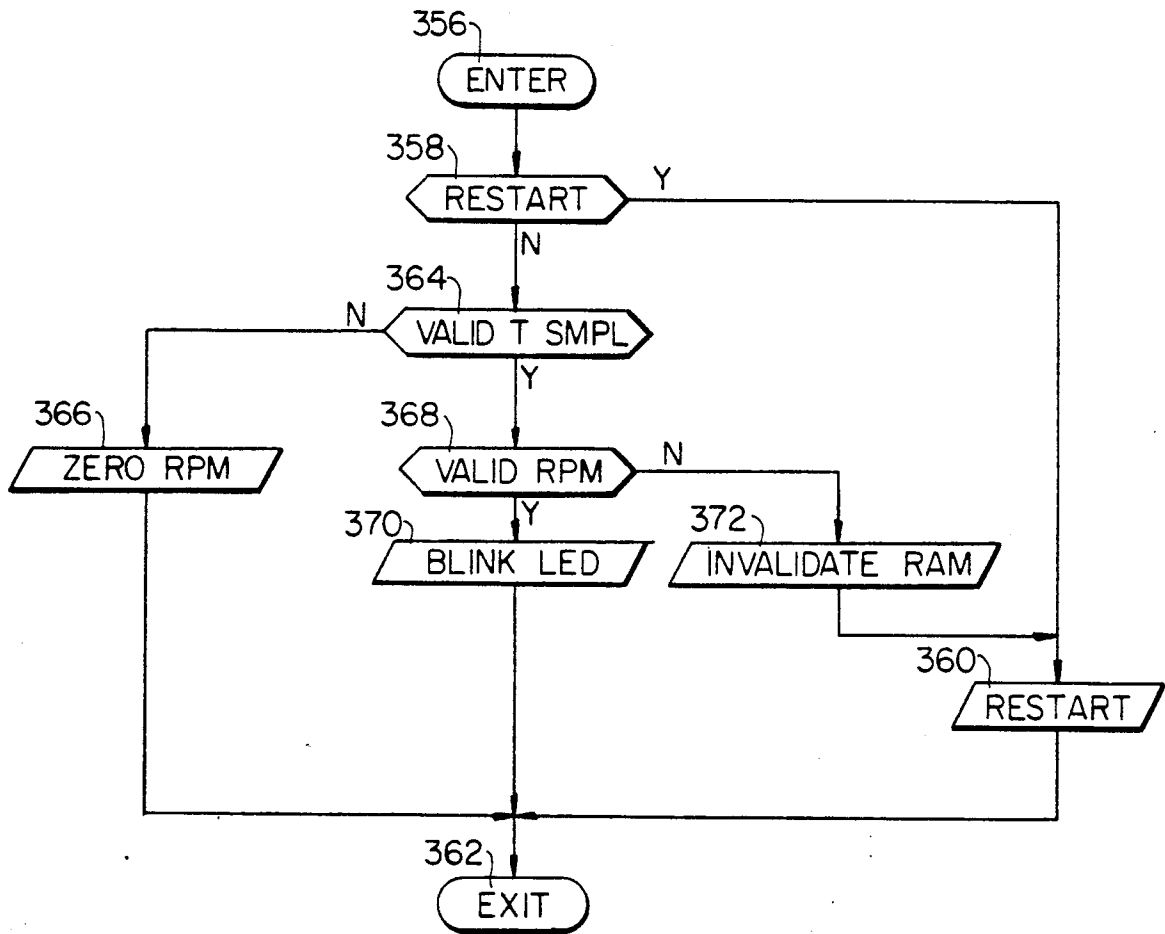 356
ENTER
358
RESTART
Y
N
364
N
VALID T SMPL
Y
366
ZERO RPM
368
VALID RPM
N
Y
370
BLINK LED
372
INVALIDATE RAM
360
RESTART
362
EXIT